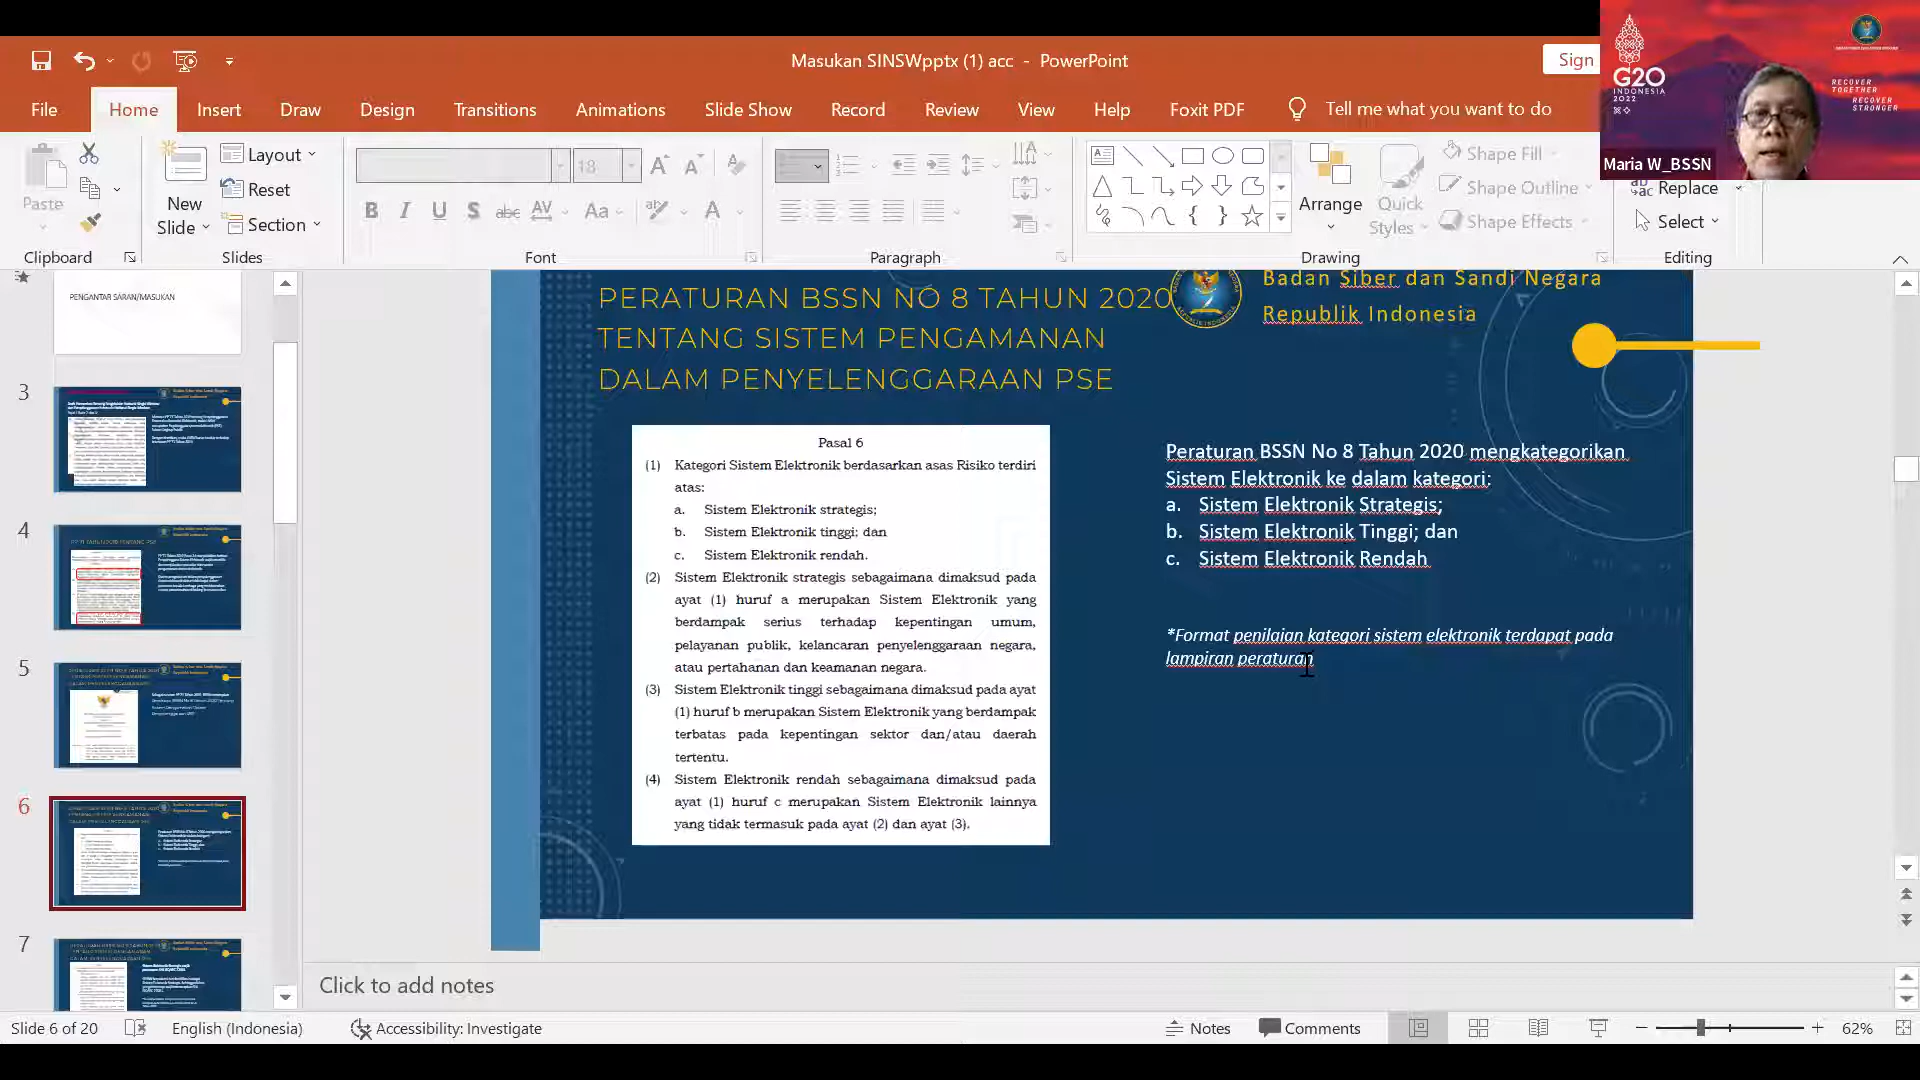 Masukan SINSWpptx (1) acc - PowerPoint
Sign
G20
INDONESIA
2022
RECOVER
TOGETHER
RECOVER
STRONGER
Maria W_BSSN
File
Home
Insert
Draw
Design
Transitions
Animations
Slide Show
Record
Review
View
Help
Foxit PDF
Tell me what you want to do
Paste
Clipboard
New
Slide
Layout
Reset
Section
Slides
18
Font
Paragraph
Arrange
Quick
Styles
Shape Fill
Shape Outline
Shape Effects
Drawing
Replace
Select
Editing
PENGANTAR SARAN/MASUKAN
3
4
5
6
7
PERATURAN BSSN NO 8 TAHUN 2020
TENTANG SISTEM PENGAMANAN
DALAM PENYELENGGARAAN PSE
Badan Siber dan Sandi Negara
Republik Indonesia
Pasal 6
(1) Kategori Sistem Elektronik berdasarkan asas Risiko terdiri
atas:
a. Sistem Elektronik strategis;
b. Sistem Elektronik tinggi; dan
c. Sistem Elektronik rendah.
(2) Sistem Elektronik strategis sebagaimana dimaksud pada
ayat (1) huruf a merupakan Sistem Elektronik yang
berdampak serius terhadap kepentingan umum,
pelayanan publik, kelancaran penyelenggaraan negara,
atau pertahanan dan keamanan negara.
(3) Sistem Elektronik tinggi sebagaimana dimaksud pada ayat
(1) huruf b merupakan Sistem Elektronik yang berdampak
terbatas pada kepentingan sektor dan/atau daerah
tertentu.
(4) Sistem Elektronik rendah sebagaimana dimaksud pada
ayat (1) huruf c merupakan Sistem Elektronik lainnya
yang tidak termasuk pada ayat (2) dan ayat (3).
Peraturan BSSN No 8 Tahun 2020 mengkategorikan
Sistem Elektronik ke dalam kategori:
a. Sistem Elektronik Strategis;
b. Sistem Elektronik Tinggi; dan
c. Sistem Elektronik Rendah
*Format penilaian kategori sistem elektronik terdapat pada
lampiran peraturan
Click to add notes
Slide 6 of 20
English (Indonesia)
Accessibility: Investigate
Notes
Comments
62%